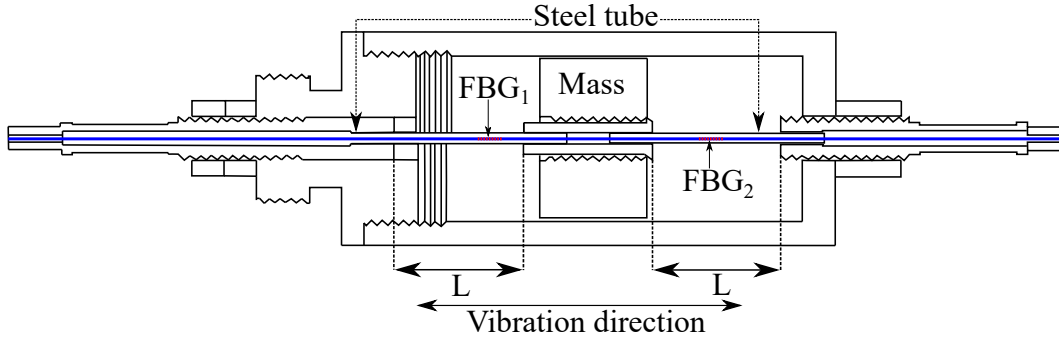 Steel tube
FBG₁
Mass
FBG₂
L
L
Vibration direction